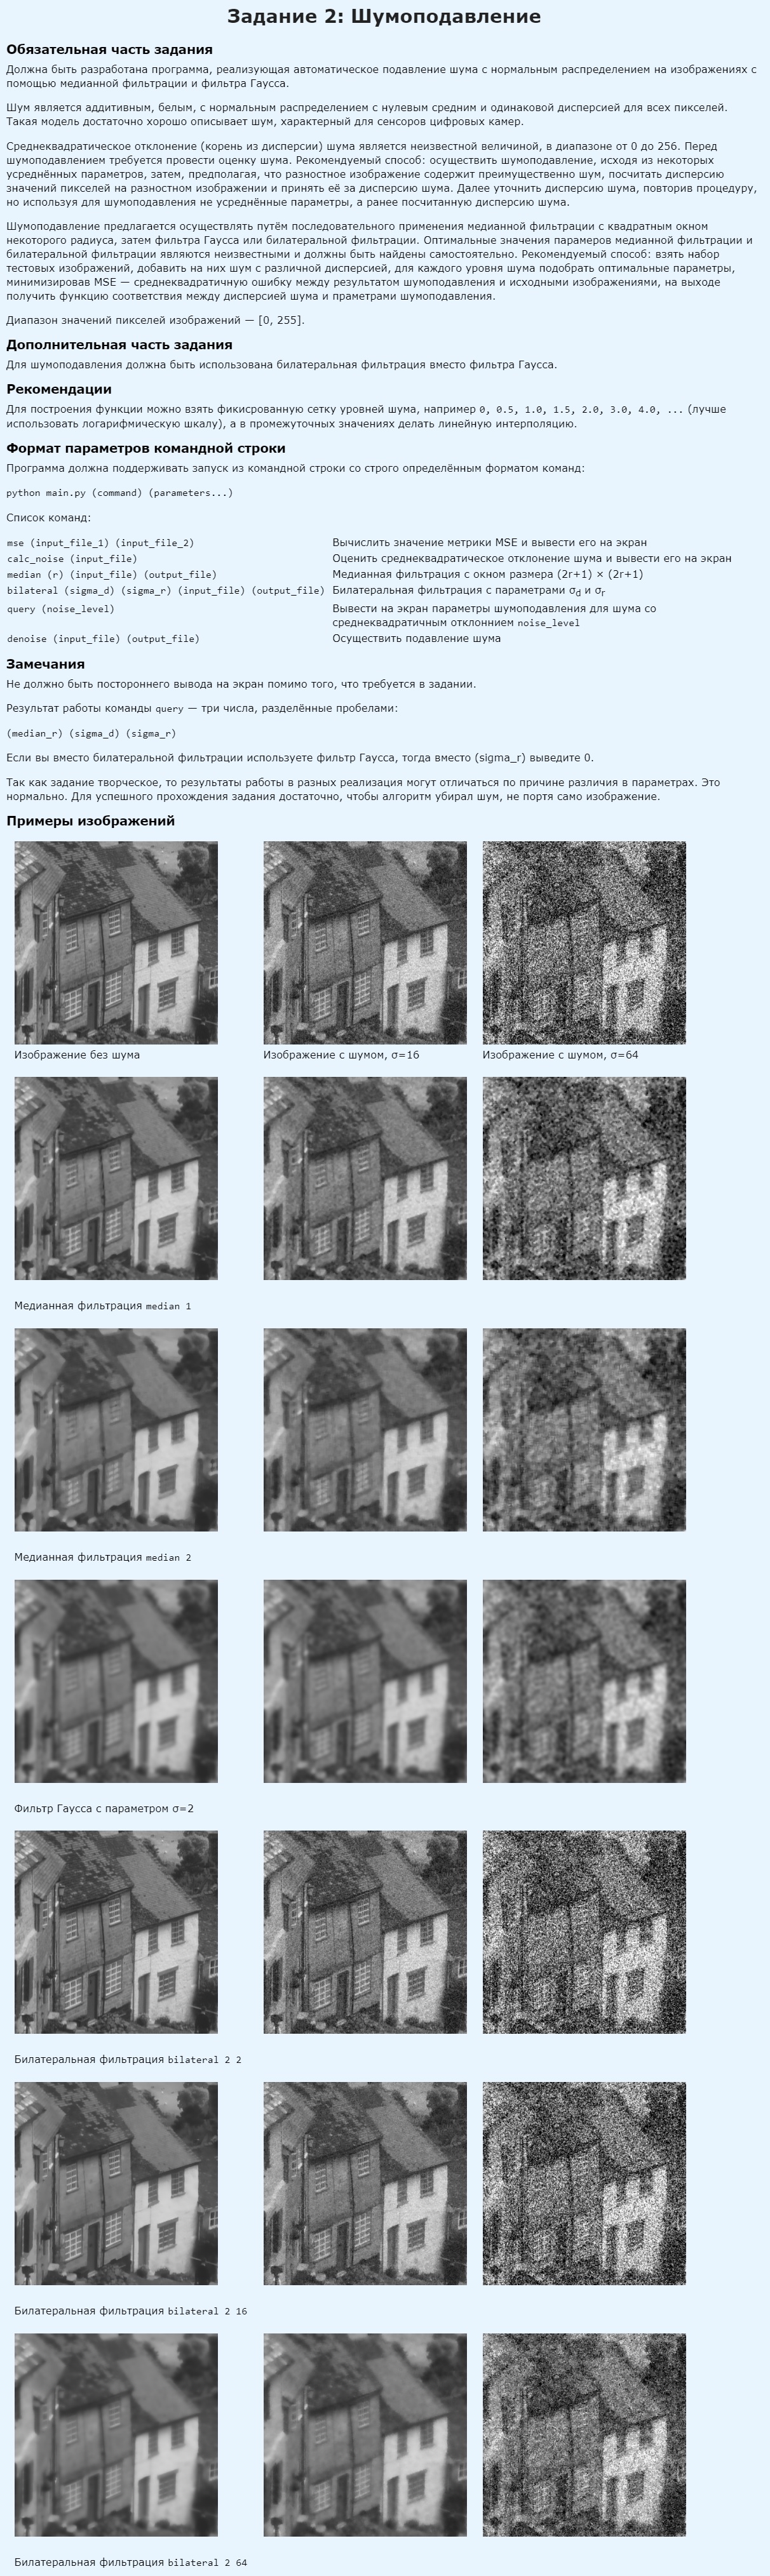 Задание 2: Шумоподавление
Обязательная часть задания
Должна быть разработана программа, реализующая автоматическое подавление шума с нормальным распределением на изображениях с
помощью медианной фильтрации и фильтра Гаусса.
Шум является аддитивным, белым, с нормальным распределением с нулевым средним и одинаковой дисперсией для всех пикселей.
Такая модель достаточно хорошо описывает шум, характерный для сенсоров цифровых камер.
Среднеквадратическое отклонение (корень из дисперсии) шума является неизвестной величиной, в диапазоне от 0 до 256. Перед
шумоподавлением требуется провести оценку шума. Рекомендуемый способ: осуществить шумоподавление, исходя из некоторых
усреднённых параметров, затем, предполагая, что разностное изображение содержит преимущественно шум, посчитать дисперсию
значений пикселей на разностном изображении и принять её за дисперсию шума. Далее уточнить дисперсию шума, повторив процедуру,
но используя для шумоподавления не усреднённые параметры, а ранее посчитанную дисперсию шума.
Шумоподавление предлагается осуществлять путём последовательного применения медианной фильтрации с квадратным окном
некоторого радиуса, затем фильтра Гаусса или билатеральной фильтрации. Оптимальные значения парамеров медианной фильтрации и
билатеральной фильтрации являются неизвестными и должны быть найдены самостоятельно. Рекомендуемый способ: взять набор
тестовых изображений, добавить на них шум с различной дисперсией, для каждого уровня шума подобрать оптимальные параметры,
минимизировав MSE — среднеквадратичную ошибку между результатом шумоподавления и исходными изображениями, на выходе
получить функцию соответствия между дисперсией шума и праметрами шумоподавления.
Диапазон значений пикселей изображений — [0, 255].
Дополнительная часть задания
Для шумоподавления должна быть использована билатеральная фильтрация вместо фильтра Гаусса.
Рекомендации
Для построения функции можно взять фикисрованную сетку уровней шума, например 0, 0.5, 1.0, 1.5, 2.0, 3.0, 4.0, ... (лучше
использовать логарифмическую шкалу), а в промежуточных значениях делать линейную интерполяцию.
Формат параметров командной строки
Программа должна поддерживать запуск из командной строки со строго определённым форматом команд:
python main.py (command) (parameters...)
Список команд:
mse (input_file_1) (input_file_2) Вычислить значение метрики MSE и вывести его на экран
calc_noise (input_file) Оценить среднеквадратическое отклонение шума и вывести его на экран
median (r) (input_file) (output_file) Медианная фильтрация с окном размера (2r+1) × (2r+1)
bilateral (sigma_d) (sigma_r) (input_file) (output_file) Билатеральная фильтрация с параметрами σd и σr
query (noise_level) Вывести на экран параметры шумоподавления для шума со
среднеквадратичным отклоннием noise_level
denoise (input_file) (output_file) Осуществить подавление шума
Замечания
Не должно быть постороннего вывода на экран помимо того, что требуется в задании.
Результат работы команды query — три числа, разделённые пробелами:
(median_r) (sigma_d) (sigma_r)
Если вы вместо билатеральной фильтрации используете фильтр Гаусса, тогда вместо (sigma_r) выведите 0.
Так как задание творческое, то результаты работы в разных реализация могут отличаться по причине различия в параметрах. Это
нормально. Для успешного прохождения задания достаточно, чтобы алгоритм убирал шум, не портя само изображение.
Примеры изображений
Изображение без шума Изображение с шумом, σ=16 Изображение с шумом, σ=64
Медианная фильтрация median 1
Медианная фильтрация median 2
Фильтр Гаусса с параметром σ=2
Билатеральная фильтрация bilateral 2 2
Билатеральная фильтрация bilateral 2 16
Билатеральная фильтрация bilateral 2 64